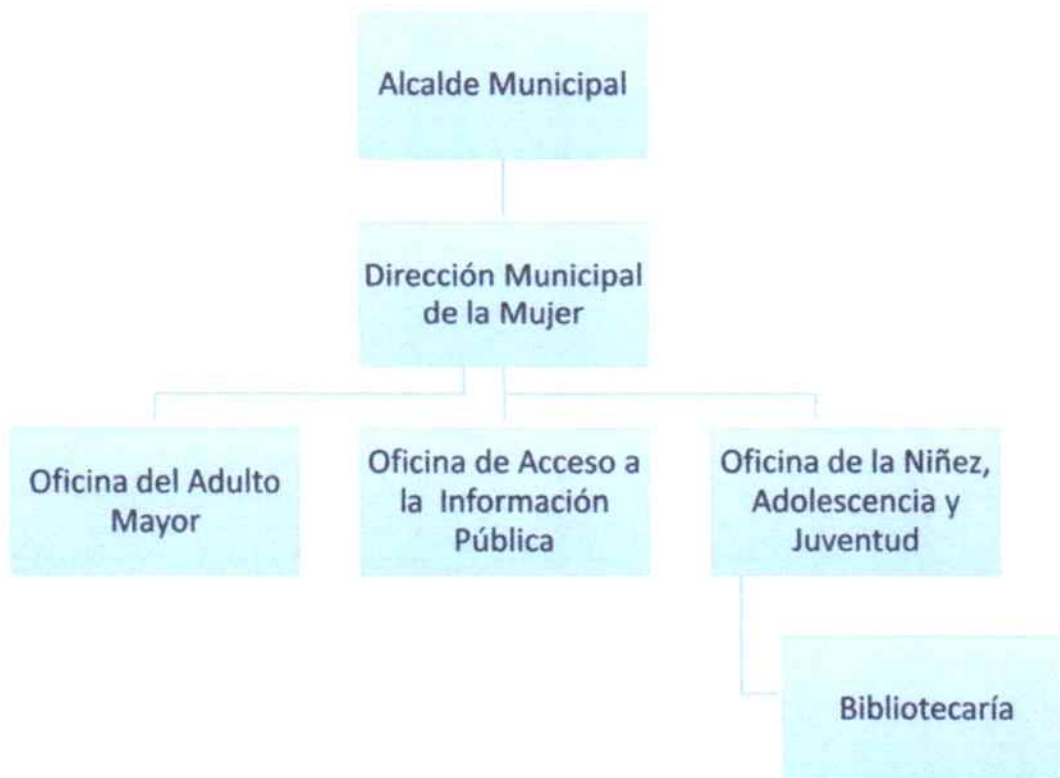 Alcalde Municipal
Dirección Municipal
de la Mujer
Oficina del Adulto
Mayor
Oficina de Acceso a
la Información
Pública
Oficina de la Niñez,
Adolescencia y
Juventud
Bibliotecaría